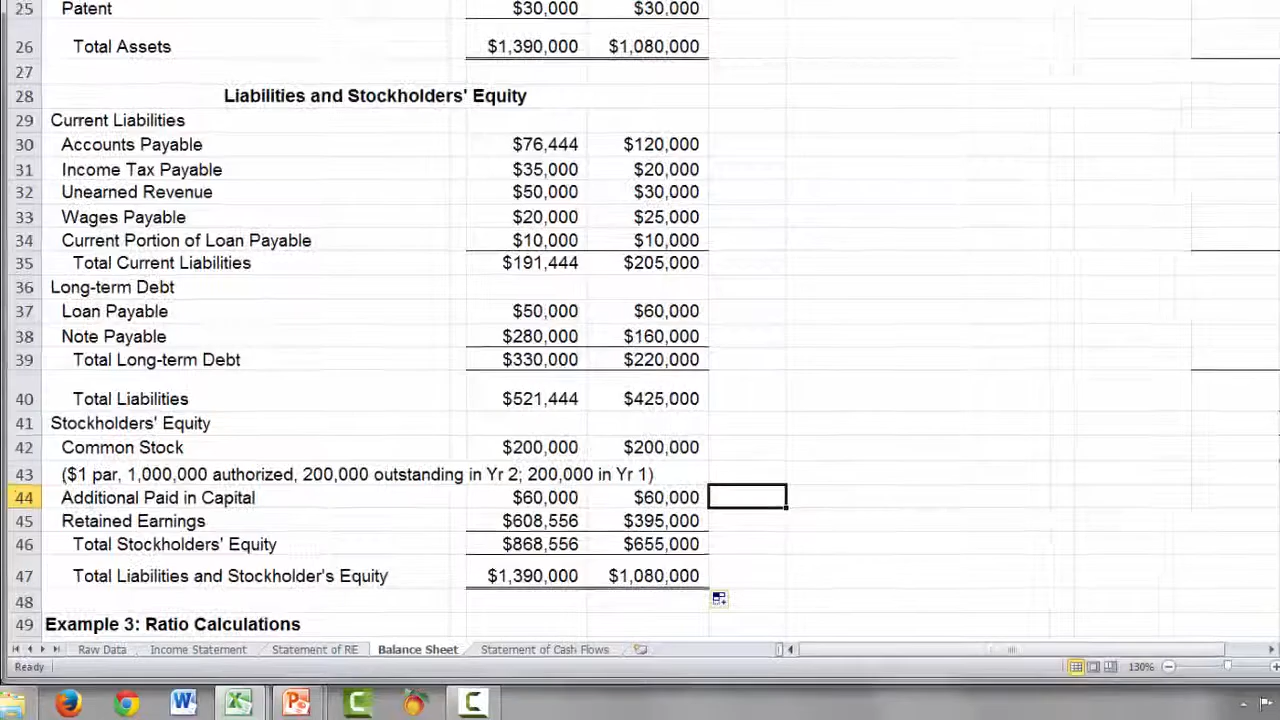 25 Patent $30,000 $30,000
26 Total Assets $1,390,000 $1,080,000
27
28 Liabilities and Stockholders' Equity
29 Current Liabilities
30 Accounts Payable $76,444 $120,000
31 Income Tax Payable $35,000 $20,000
32 Unearned Revenue $50,000 $30,000
33 Wages Payable $20,000 $25,000
34 Current Portion of Loan Payable $10,000 $10,000
35 Total Current Liabilities $191,444 $205,000
36 Long-term Debt
37 Loan Payable $50,000 $60,000
38 Note Payable $280,000 $160,000
39 Total Long-term Debt $330,000 $220,000
40 Total Liabilities $521,444 $425,000
41 Stockholders' Equity
42 Common Stock $200,000 $200,000
43 ($1 par, 1,000,000 authorized, 200,000 outstanding in Yr 2; 200,000 in Yr 1)
44 Additional Paid in Capital $60,000 $60,000
45 Retained Earnings $608,556 $395,000
46 Total Stockholders' Equity $868,556 $655,000
47 Total Liabilities and Stockholder's Equity $1,390,000 $1,080,000
48
49 Example 3: Ratio Calculations
Raw Data Income Statement Statement of RE Balance Sheet Statement of Cash Flows
Ready 130%